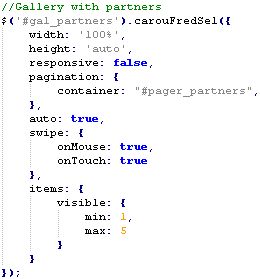 //Gallery with partners
$('#gal_partners').carouFredSel({
    width: '100%',
    height: 'auto',
    responsive: false,
    pagination: {
        container: "#pager_partners",
    },
    auto: true,
    swipe: {
        onMouse: true,
        onTouch: true
    },
    items: {
        visible: {
            min: 1,
            max: 5
        }
    }
});